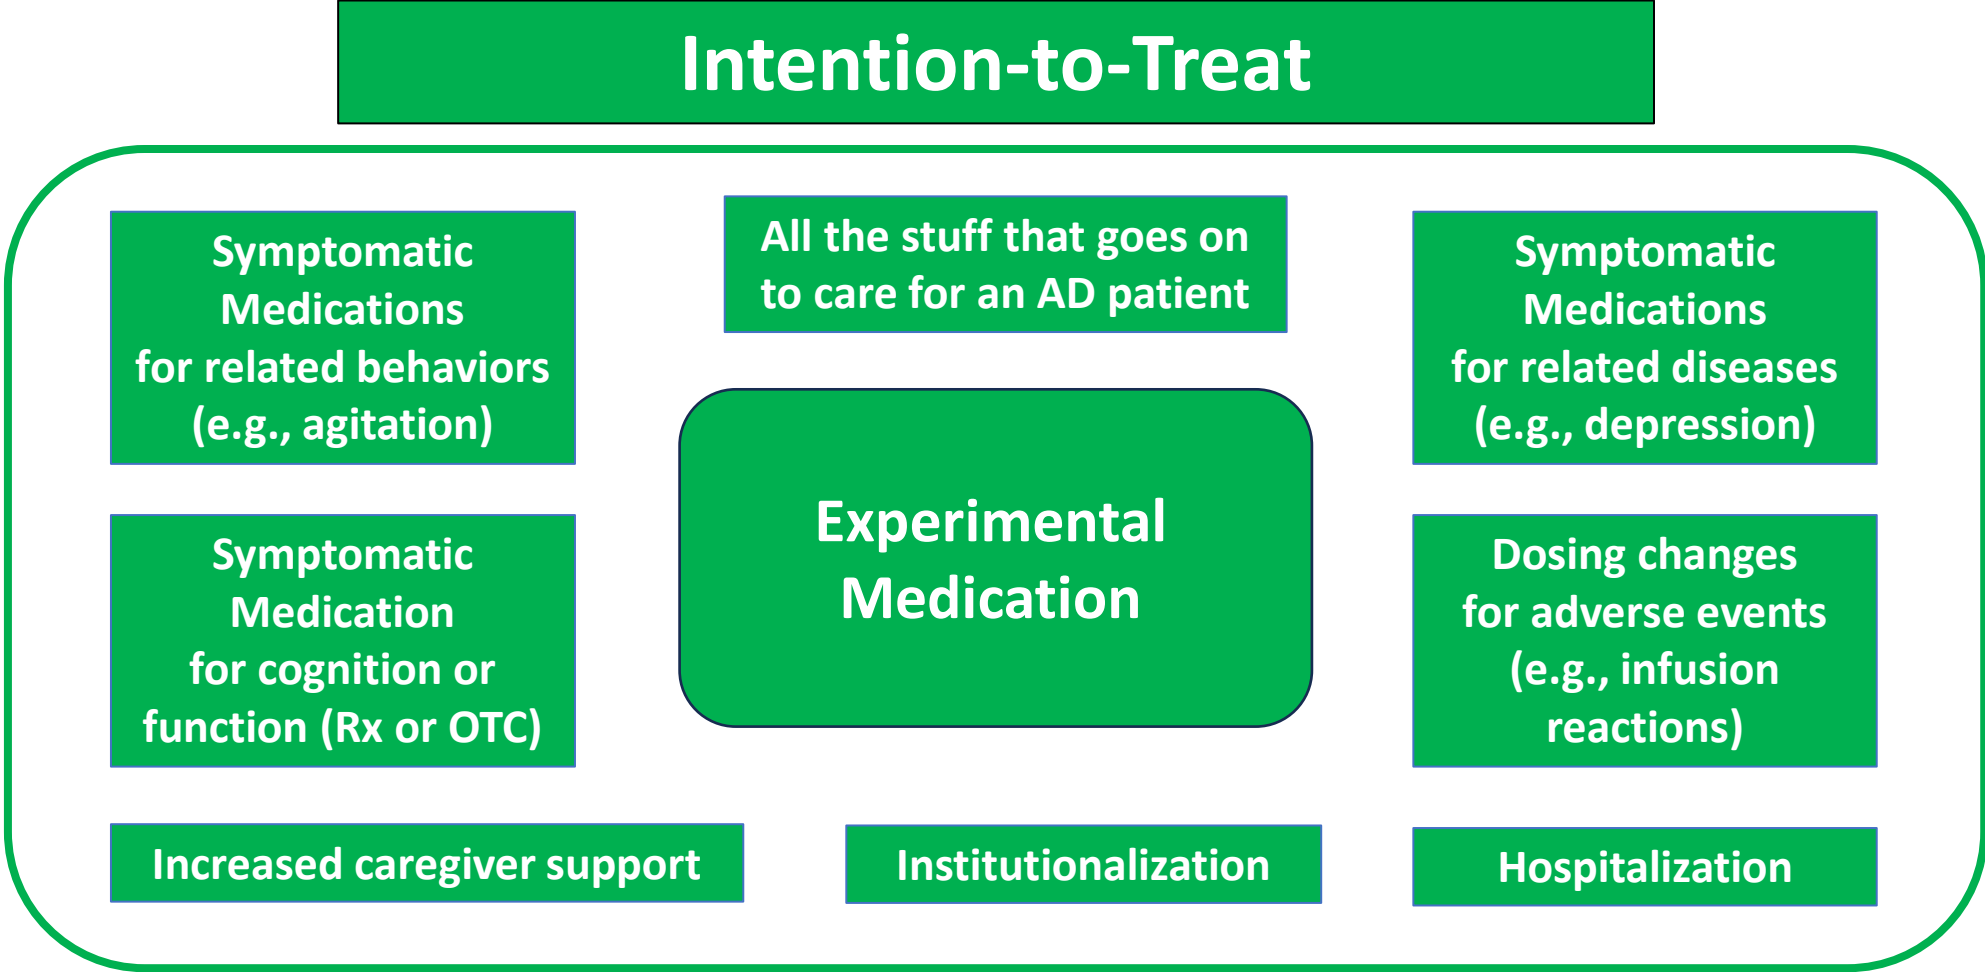 Intention-to-Treat
Symptomatic
Medications
for related behaviors
(e.g., agitation)
All the stuff that goes on
to care for an AD patient
Symptomatic
Medications
for related diseases
(e.g., depression)
Experimental
Medication
Symptomatic
Medication
for cognition or
function (Rx or OTC)
Dosing changes
for adverse events
(e.g., infusion
reactions)
Increased caregiver support
Institutionalization
Hospitalization